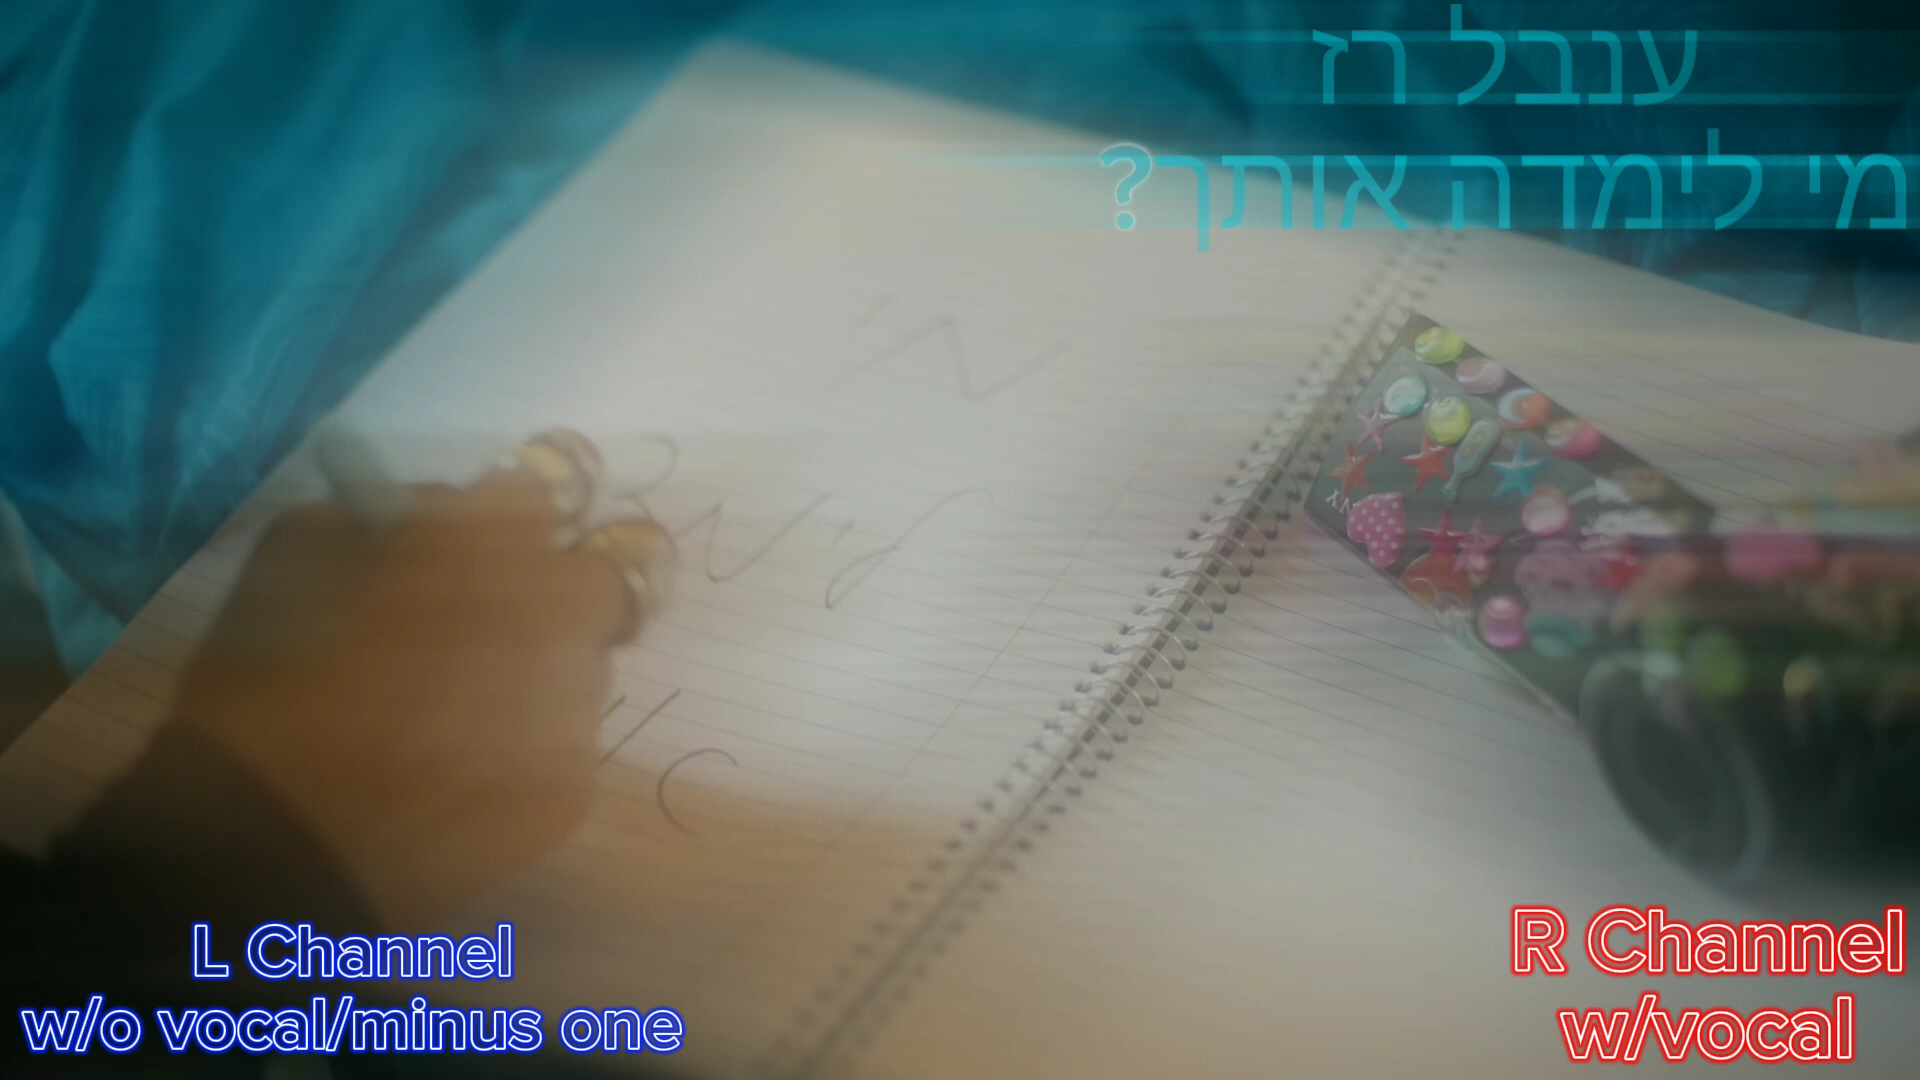 ענבל רז
מי לימדה אותך?
L Channel
w/o vocal/minus one
R Channel
w/vocal